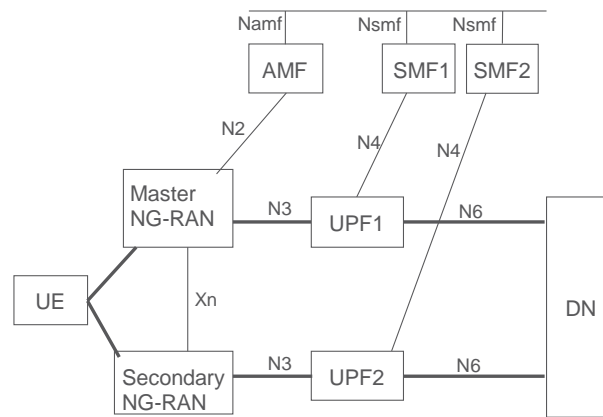 Namf
Nsmf
Nsmf
AMF
SMF1
SMF2
N2
N4
N4
Master
NG-RAN
N3
UPF1
N6
UE
Xn
DN
Secondary
NG-RAN
N3
UPF2
N6